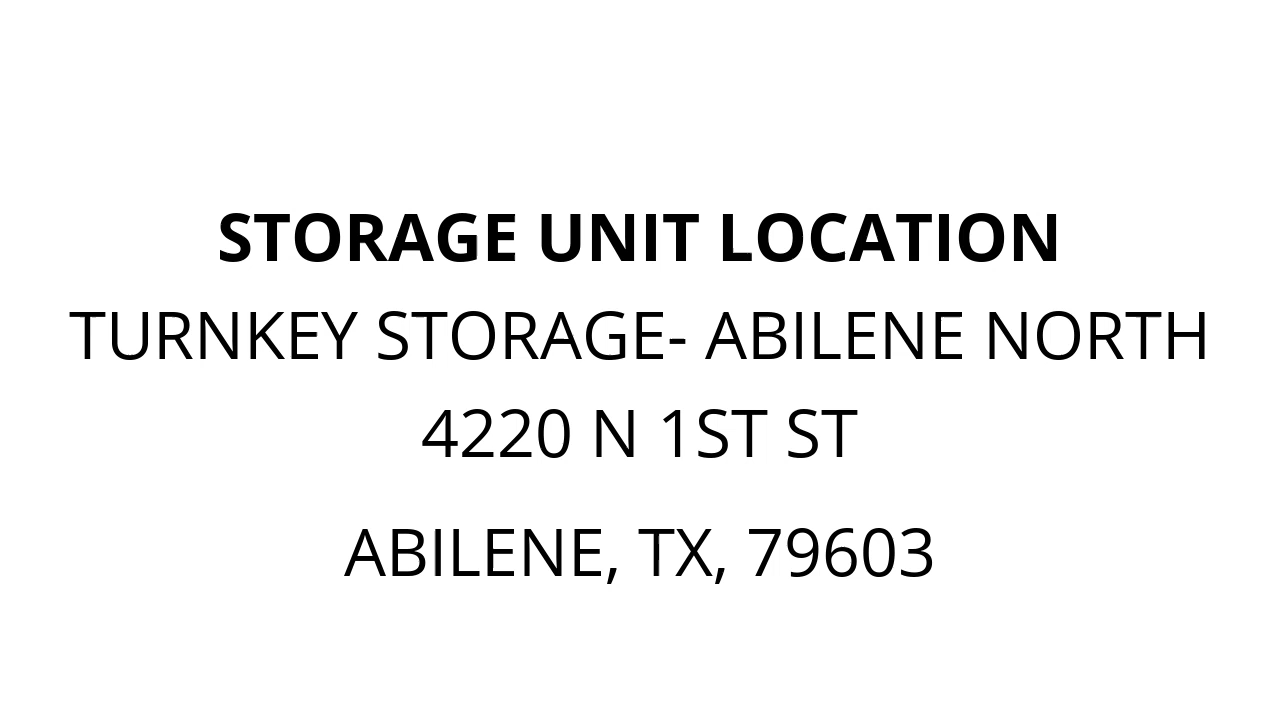 STORAGE UNIT LOCATION
TURNKEY STORAGE- ABILENE NORTH
4220 N 1ST ST
ABILENE, TX, 79603